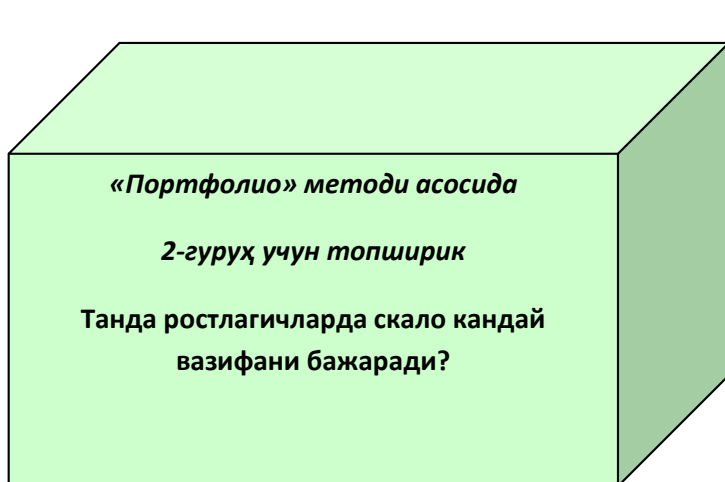 «Портфолио» методи асосида
2-гуруҳ учун топширик
Танда ростлагичларда скало кандай
вазифани бажаради?